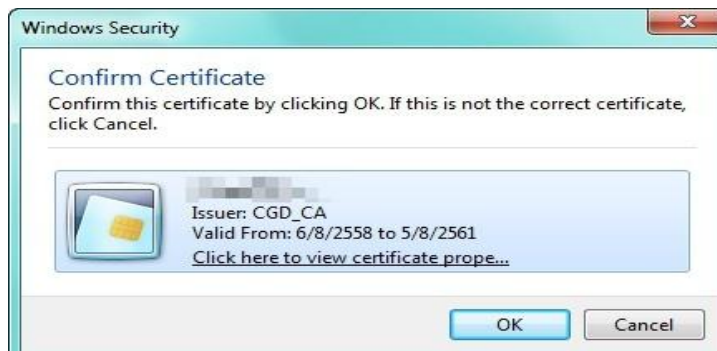 Windows Security
Confirm Certificate
Confirm this certificate by clicking OK. If this is not the correct certificate,
click Cancel.
Issuer: CGD_CA
Valid From: 6/8/2558 to 5/8/2561
Click here to view certificate prope...
OK
Cancel